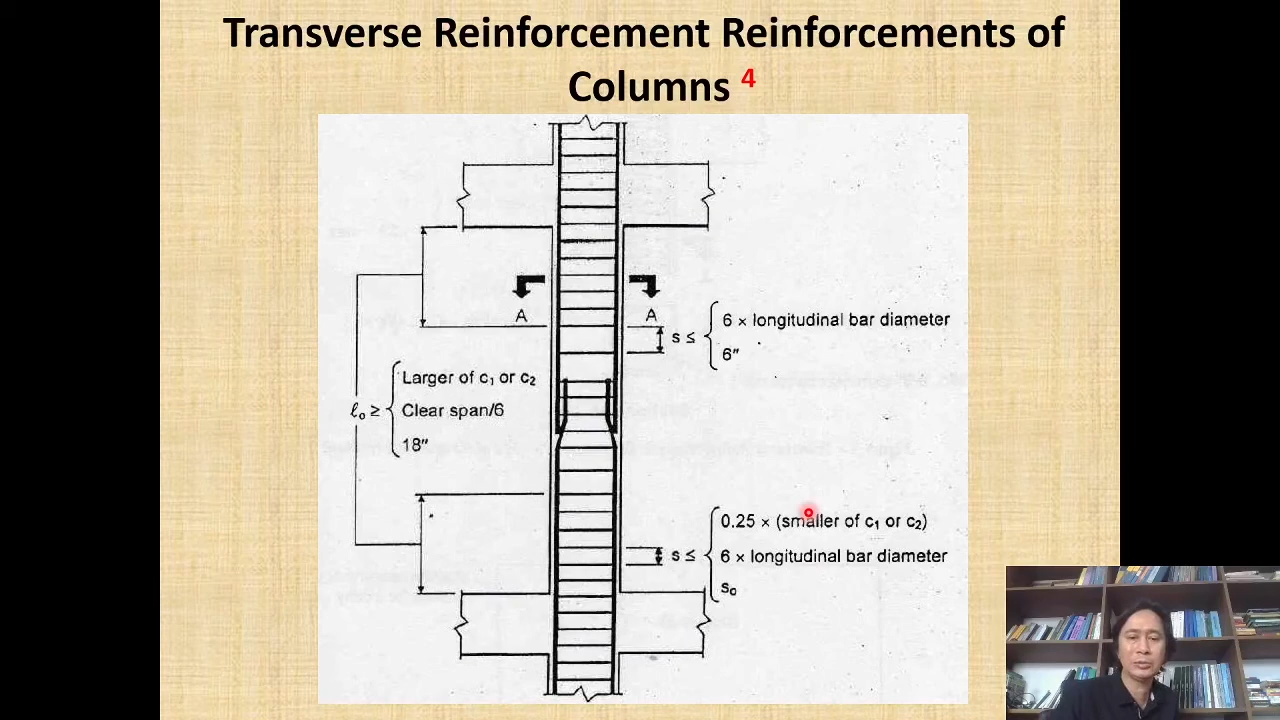 Transverse Reinforcement Reinforcements of
Columns 4
A
A
s ≤
6 × longitudinal bar diameter
6"
ℓo ≥
Larger of c1 or c2
Clear span/6
18"
s ≤
0.25 × (smaller of c1 or c2)
6 × longitudinal bar diameter
so